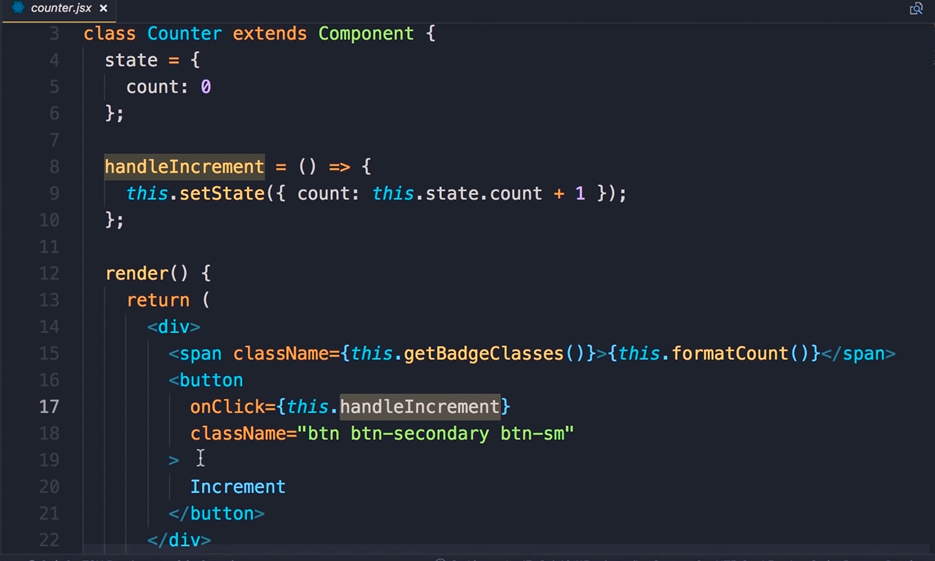 counter.jsx ×
3 class Counter extends Component {
4 state = {
5 count: 0
6 };
7
8 handleIncrement = () => {
9 this.setState({ count: this.state.count + 1 });
10 };
11
12 render() {
13 return (
14 <div>
15 <span className={this.getBadgeClasses()}>{this.formatCount()}</span>
16 <button
17 onClick={this.handleIncrement}
18 className="btn btn-secondary btn-sm"
19 >
20 Increment
21 </button>
22 </div>